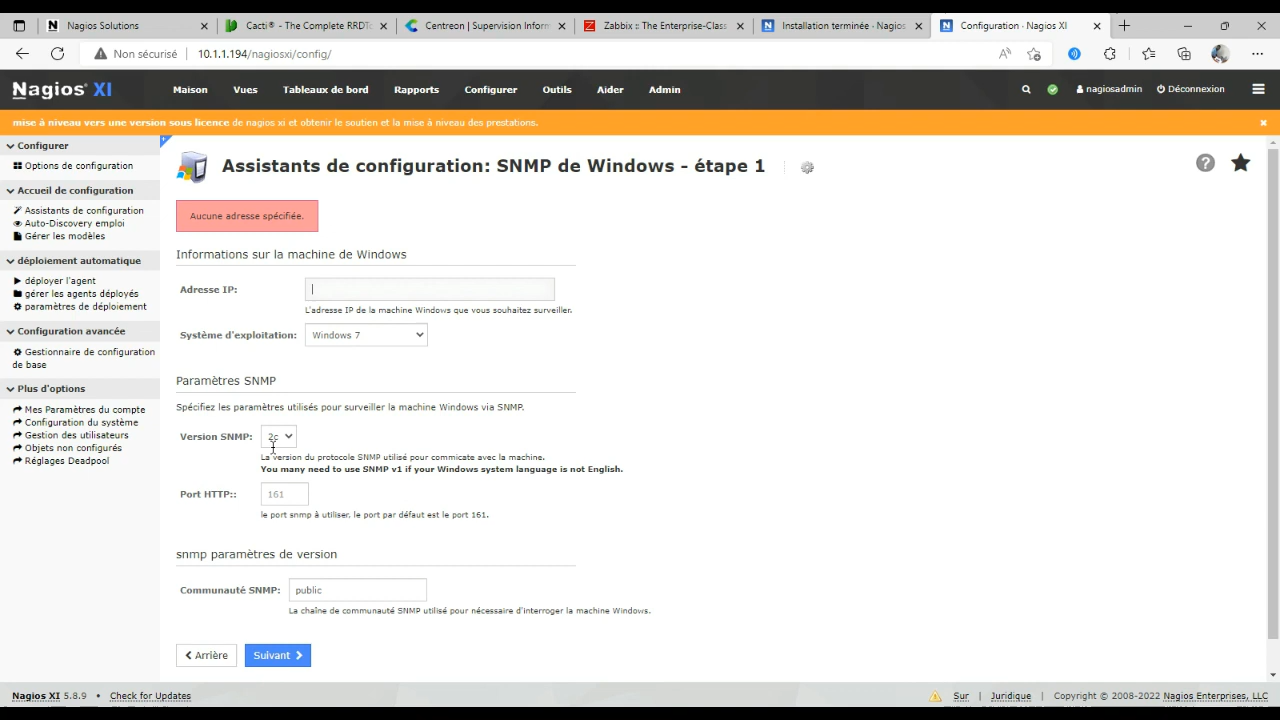 Nagios Solutions
Cacti® - The Complete RRDTo
Centreon | Supervision Inform
Zabbix :: The Enterprise-Class
Installation terminée - Nagios
Configuration - Nagios XI
Non sécurisé
10.1.1.194/nagiosxi/config/
Nagios® XI
Maison
Vues
Tableaux de bord
Rapports
Configurer
Outils
Aider
Admin
nagiosadmin
Déconnexion
mise à niveau vers une version sous licence de nagios xi et obtenir le soutien et la mise à niveau des prestations.
Configurer
Options de configuration
Accueil de configuration
Assistants de configuration
Auto-Discovery emploi
Gérer les modèles
déploiement automatique
déployer l'agent
gérer les agents déployés
paramètres de déploiement
Configuration avancée
Gestionnaire de configuration
de base
Plus d'options
Mes Paramètres du compte
Configuration du système
Gestion des utilisateurs
Objets non configurés
Réglages Deadpool
Assistants de configuration: SNMP de Windows - étape 1
Aucune adresse spécifiée.
Informations sur la machine de Windows
Adresse IP:
L'adresse IP de la machine Windows que vous souhaitez surveiller.
Système d'exploitation:
Windows 7
Paramètres SNMP
Spécifiez les paramètres utilisés pour surveiller la machine Windows via SNMP.
Version SNMP:
2c
La version du protocole SNMP utilisé pour commicate avec la machine.
You many need to use SNMP v1 if your Windows system language is not English.
Port HTTP::
161
le port snmp à utiliser, le port par défaut est le port 161.
snmp paramètres de version
Communauté SNMP:
public
La chaîne de communauté SNMP utilisé pour nécessaire d'interroger la machine Windows.
Arrière
Suivant
Nagios XI 5.8.9 • Check for Updates
Sur | Juridique | Copyright © 2008-2022 Nagios Enterprises, LLC